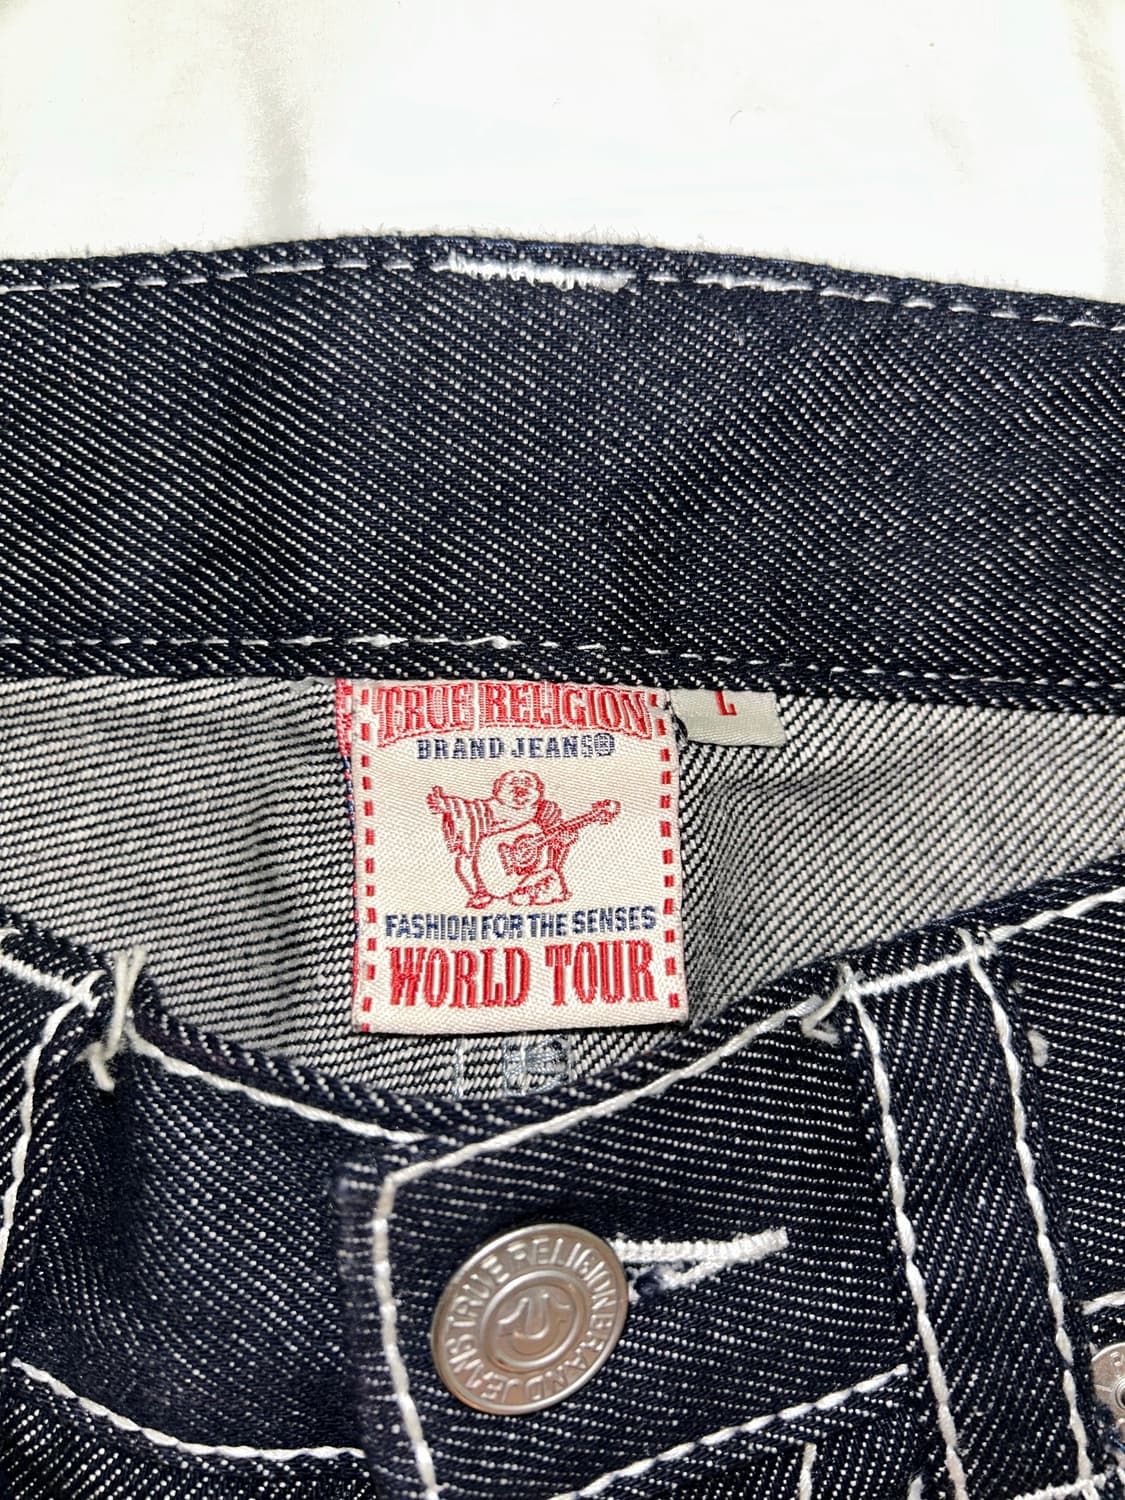 TRUE RELIGION
L
BRAND JEANS®
FASHION FOR THE SENSES
WORLD TOUR
TRUE RELIGION BRAND JEANS